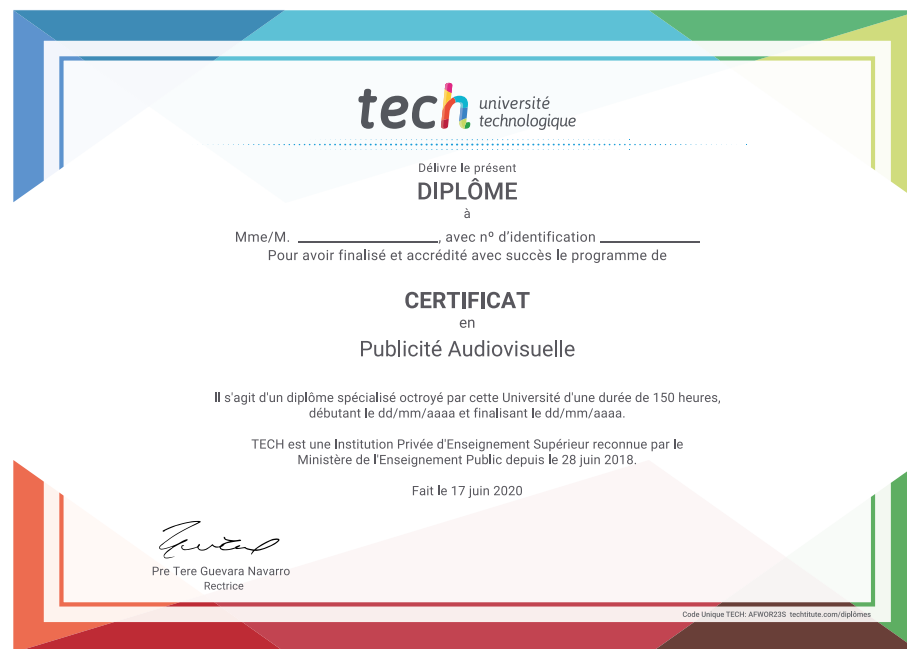 tech université
technologique
Délivre le présent
DIPLÔME
à
Mme/M. ____________________, avec nº d'identification ______________
Pour avoir finalisé et accrédité avec succès le programme de
CERTIFICAT
en
Publicité Audiovisuelle
Il s'agit d'un diplôme spécialisé octroyé par cette Université d'une durée de 150 heures,
débutant le dd/mm/aaaa et finalisant le dd/mm/aaaa.
TECH est une Institution Privée d'Enseignement Supérieur reconnue par le
Ministère de l'Enseignement Public depuis le 28 juin 2018.
Fait le 17 juin 2020
Pre Tere Guevara Navarro
Rectrice
Code Unique TECH: AFWOR23S techtitute.com/diplômes